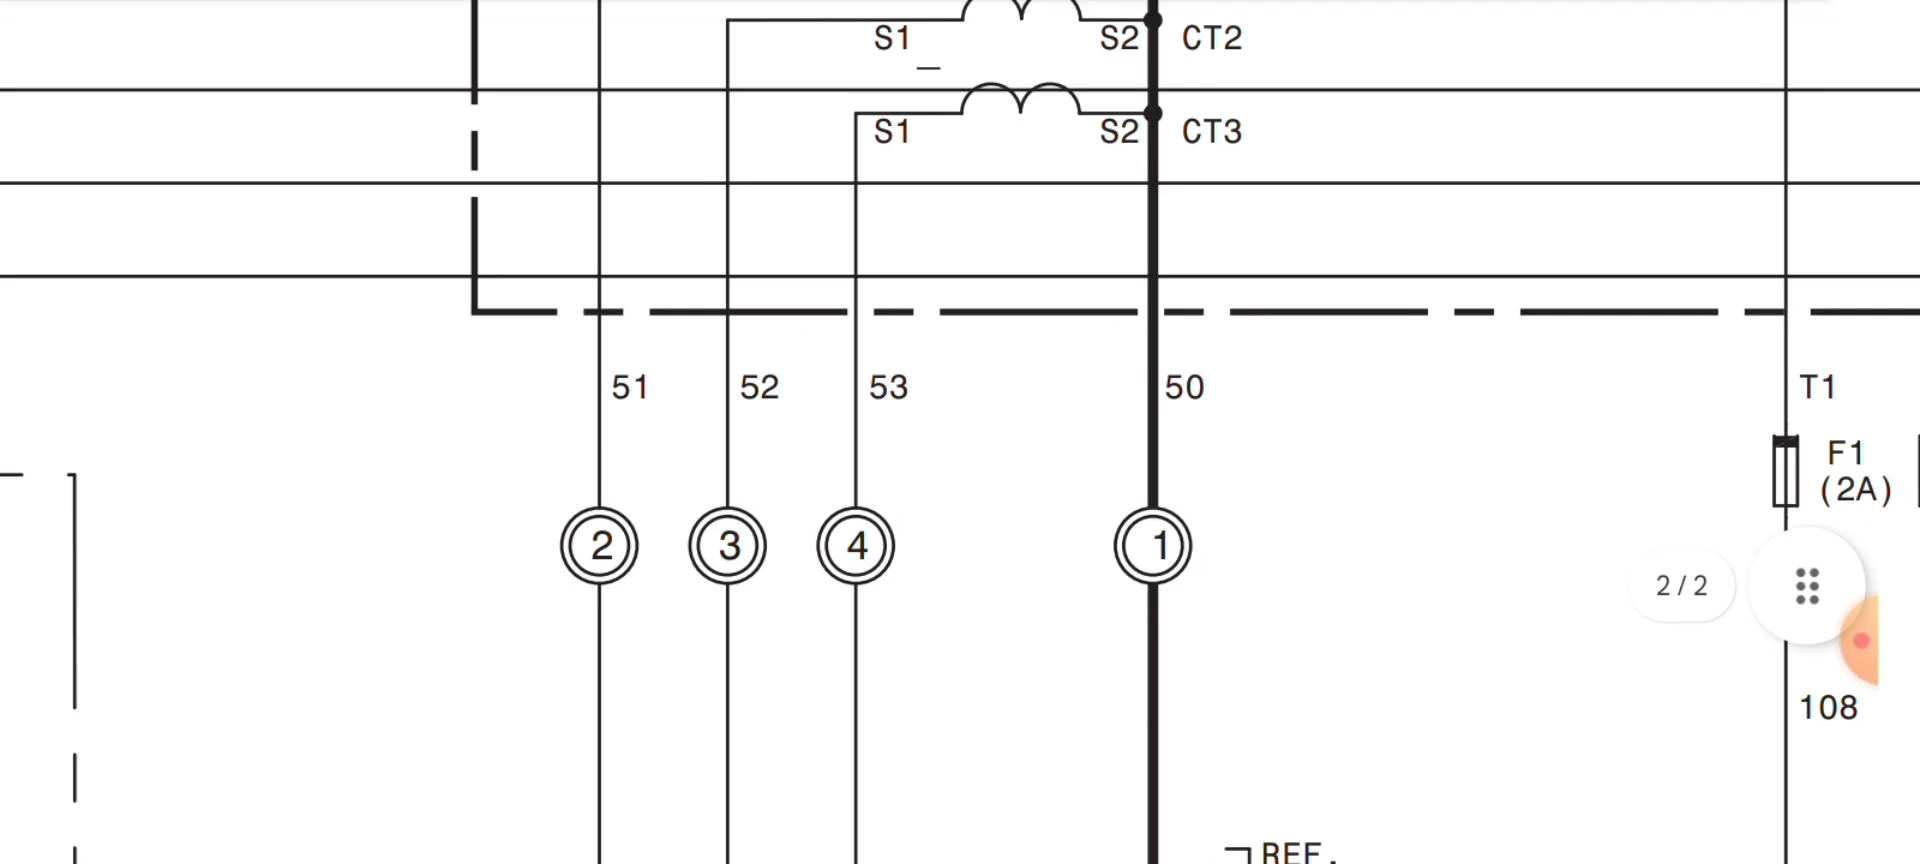 S1 S2 CT2
S1 S2 CT3
51 52 53 50 T1
F1
(2A)
2 3 4 1
2 / 2
108
REF.